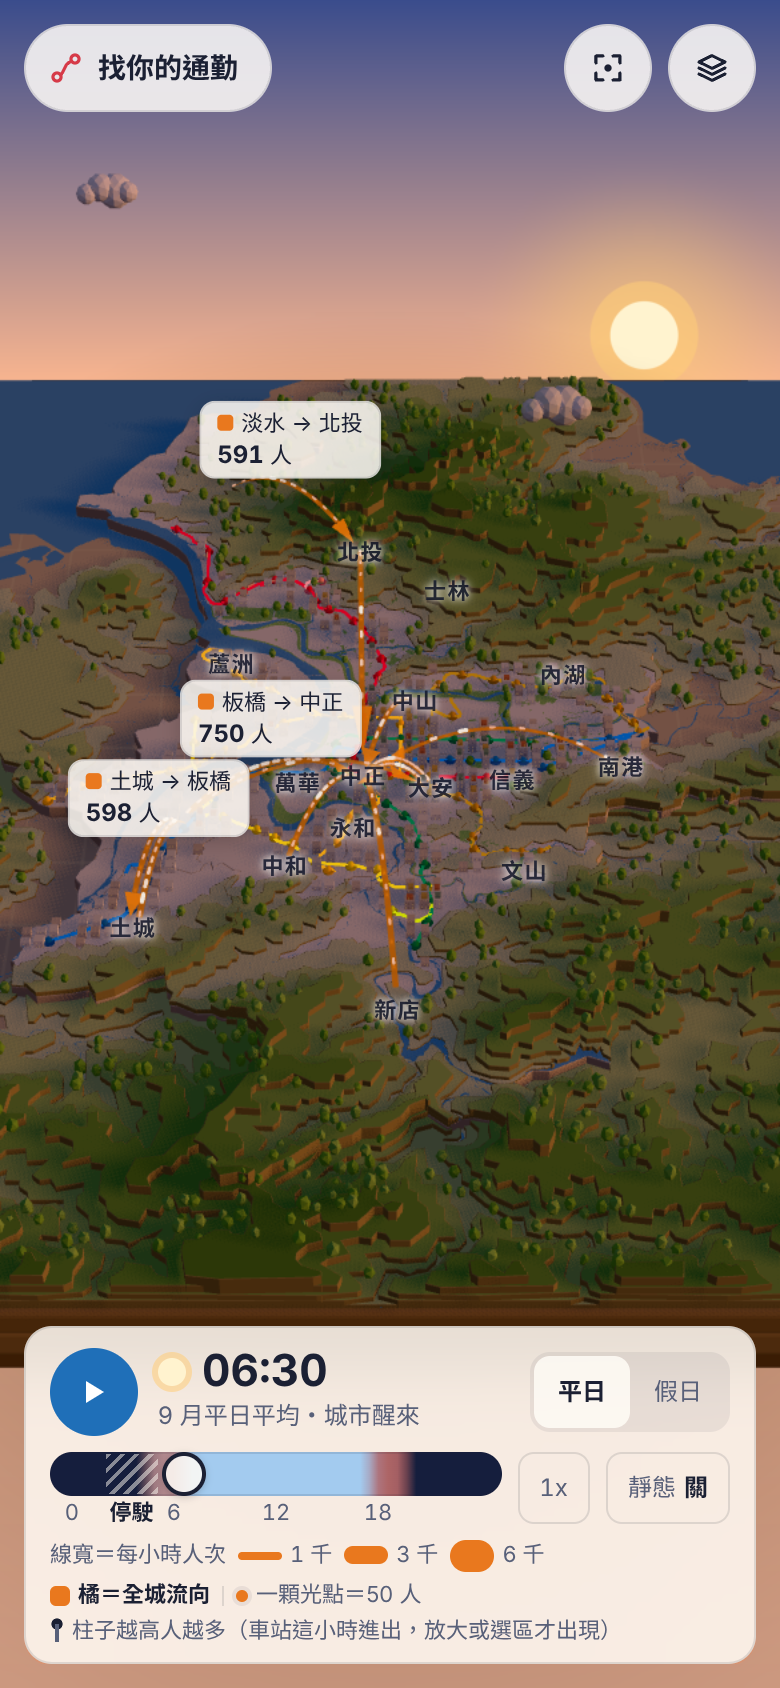 找你的通勤
淡水 → 北投
591 人
北投
士林
蘆洲
內湖
板橋 → 中正
750 人
中山
土城 → 板橋
598 人
萬華
中正
大安
信義
南港
永和
中和
文山
土城
新店
06:30
9 月平日平均・城市醒來
平日
假日
0 停駛 6 12 18
1x
靜態 關
線寬＝每小時人次 1 千 3 千 6 千
橘＝全城流向 一顆光點＝50 人
柱子越高人越多（車站這小時進出，放大或選區才出現）